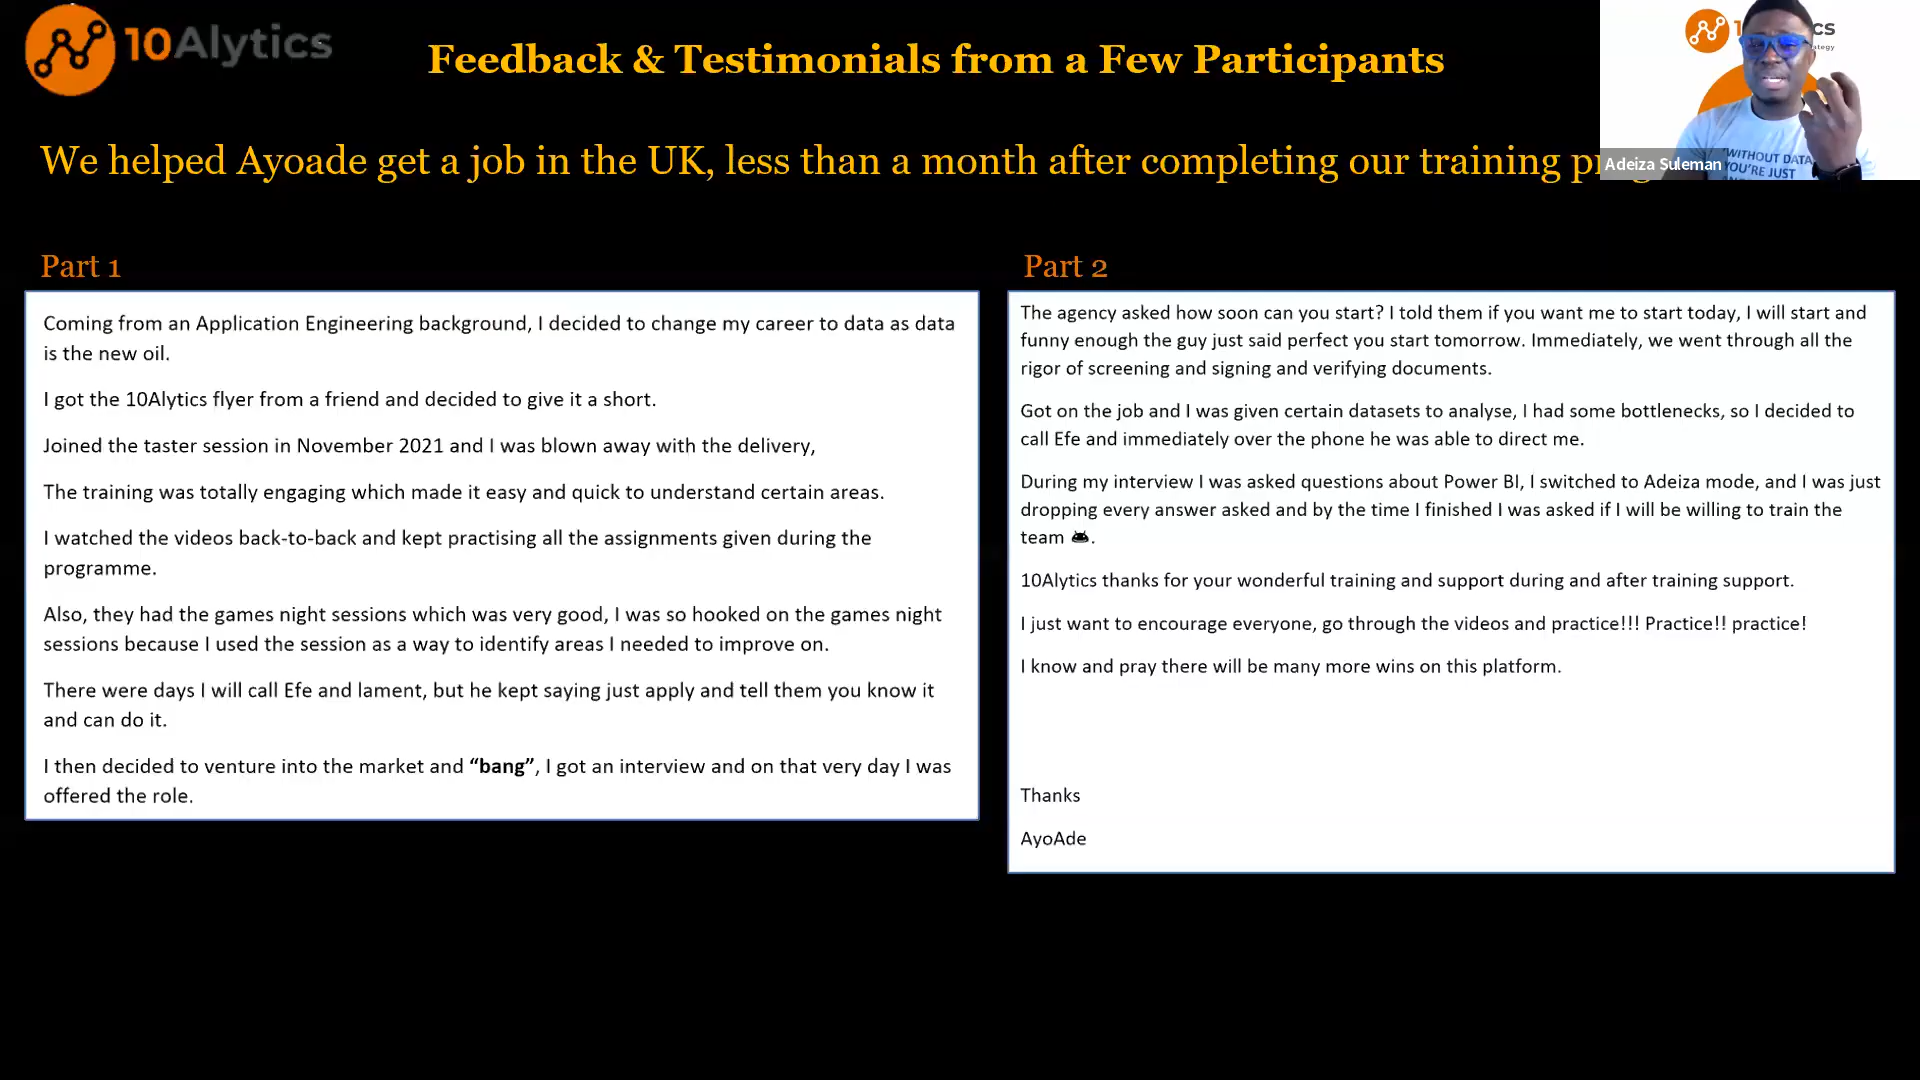 10Alytics
Feedback & Testimonials from a Few Participants
We helped Ayoade get a job in the UK, less than a month after completing our training
Adeiza Suleman
"WITHOUT DATA
YOU'RE JUST
Part 1
Coming from an Application Engineering background, I decided to change my career to data as data
is the new oil.
I got the 10Alytics flyer from a friend and decided to give it a short.
Joined the taster session in November 2021 and I was blown away with the delivery,
The training was totally engaging which made it easy and quick to understand certain areas.
I watched the videos back-to-back and kept practising all the assignments given during the
programme.
Also, they had the games night sessions which was very good, I was so hooked on the games night
sessions because I used the session as a way to identify areas I needed to improve on.
There were days I will call Efe and lament, but he kept saying just apply and tell them you know it
and can do it.
I then decided to venture into the market and “bang”, I got an interview and on that very day I was
offered the role.
Part 2
The agency asked how soon can you start? I told them if you want me to start today, I will start and
funny enough the guy just said perfect you start tomorrow. Immediately, we went through all the
rigor of screening and signing and verifying documents.
Got on the job and I was given certain datasets to analyse, I had some bottlenecks, so I decided to
call Efe and immediately over the phone he was able to direct me.
During my interview I was asked questions about Power BI, I switched to Adeiza mode, and I was just
dropping every answer asked and by the time I finished I was asked if I will be willing to train the
team.
10Alytics thanks for your wonderful training and support during and after training support.
I just want to encourage everyone, go through the videos and practice!!! Practice!! practice!
I know and pray there will be many more wins on this platform.
Thanks
AyoAde